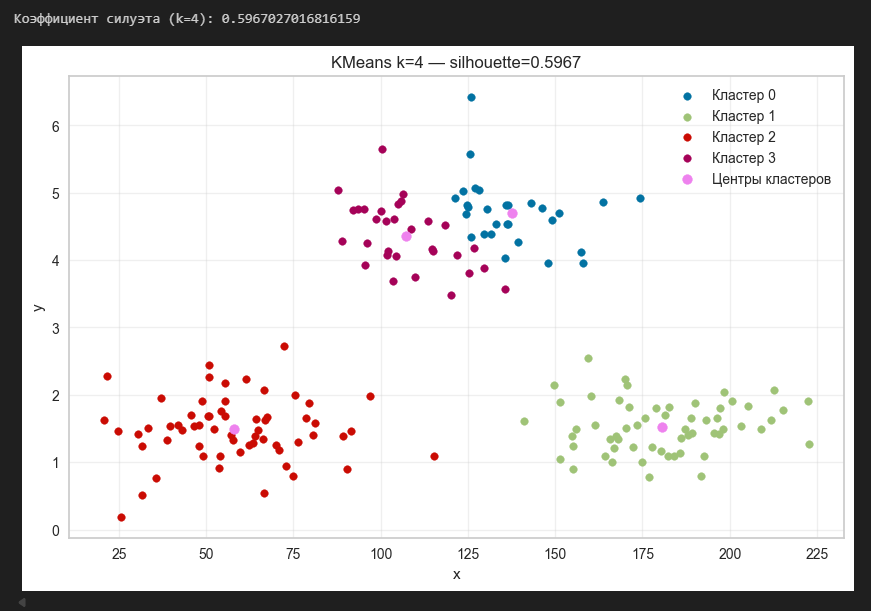 Коэффициент силуэта (k=4): 0.5967027016816159
KMeans k=4 — silhouette=0.5967
Кластер 0
Кластер 1
Кластер 2
Кластер 3
Центры кластеров
6
5
4
3
2
1
0
y
25 50 75 100 125 150 175 200 225
x